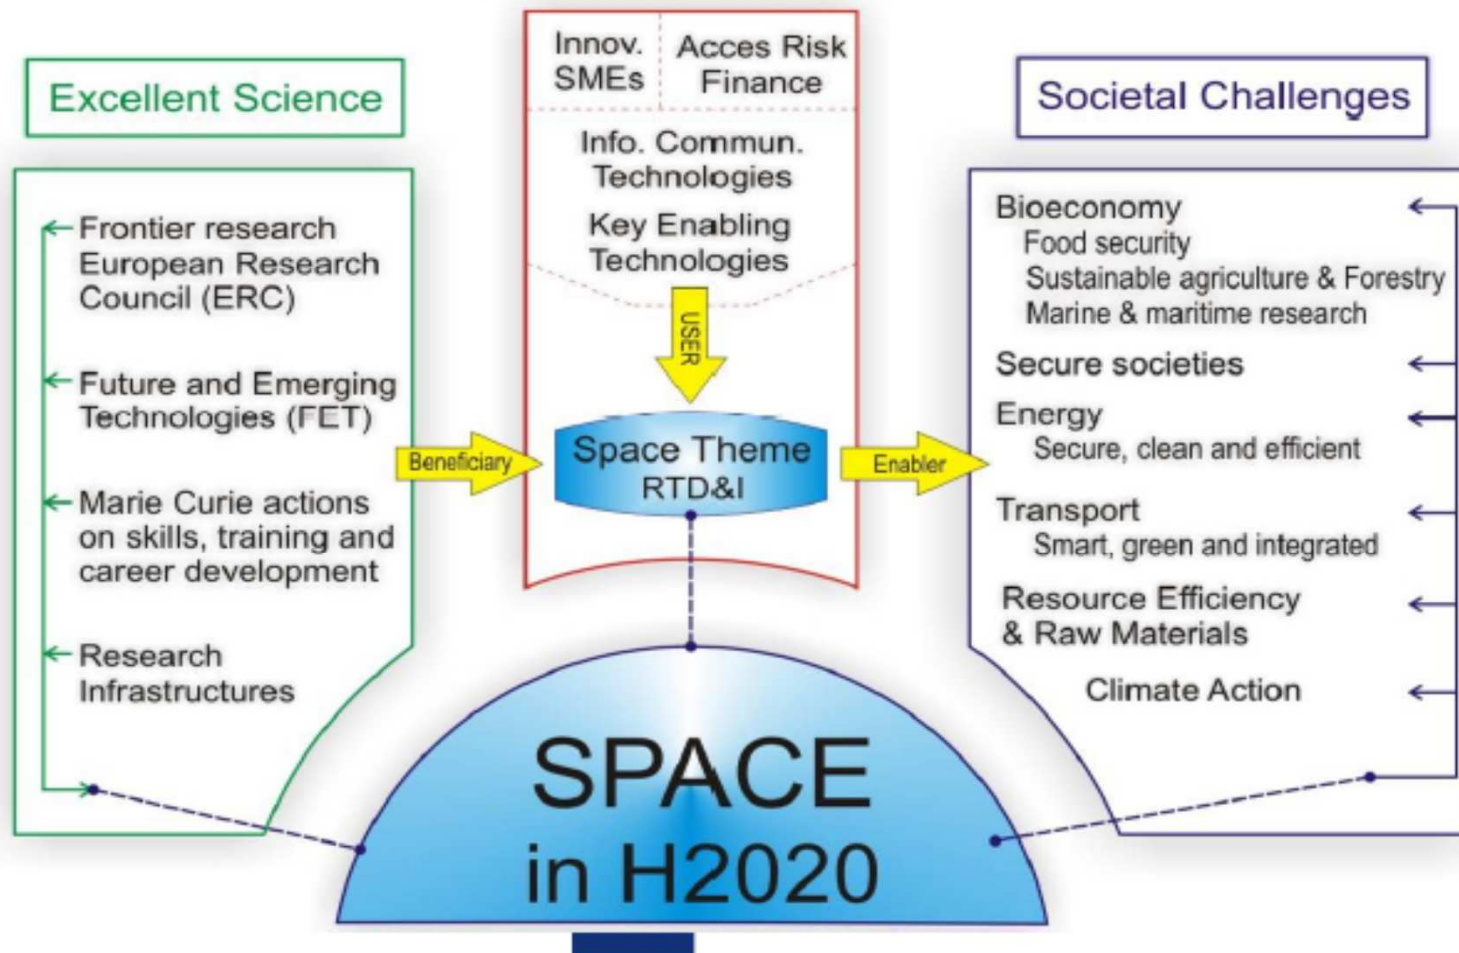 Excellent Science
Frontier research
European Research
Council (ERC)
Future and Emerging
Technologies (FET)
Marie Curie actions
on skills, training and
career development
Research
Infrastructures
Innov.
SMEs
Acces Risk
Finance
Info. Commun.
Technologies
Key Enabling
Technologies
USER
Beneficiary
Space Theme
RTD&I
Enabler
Societal Challenges
Bioeconomy
Food security
Sustainable agriculture & Forestry
Marine & maritime research
Secure societies
Energy
Secure, clean and efficient
Transport
Smart, green and integrated
Resource Efficiency
& Raw Materials
Climate Action
SPACE
in H2020